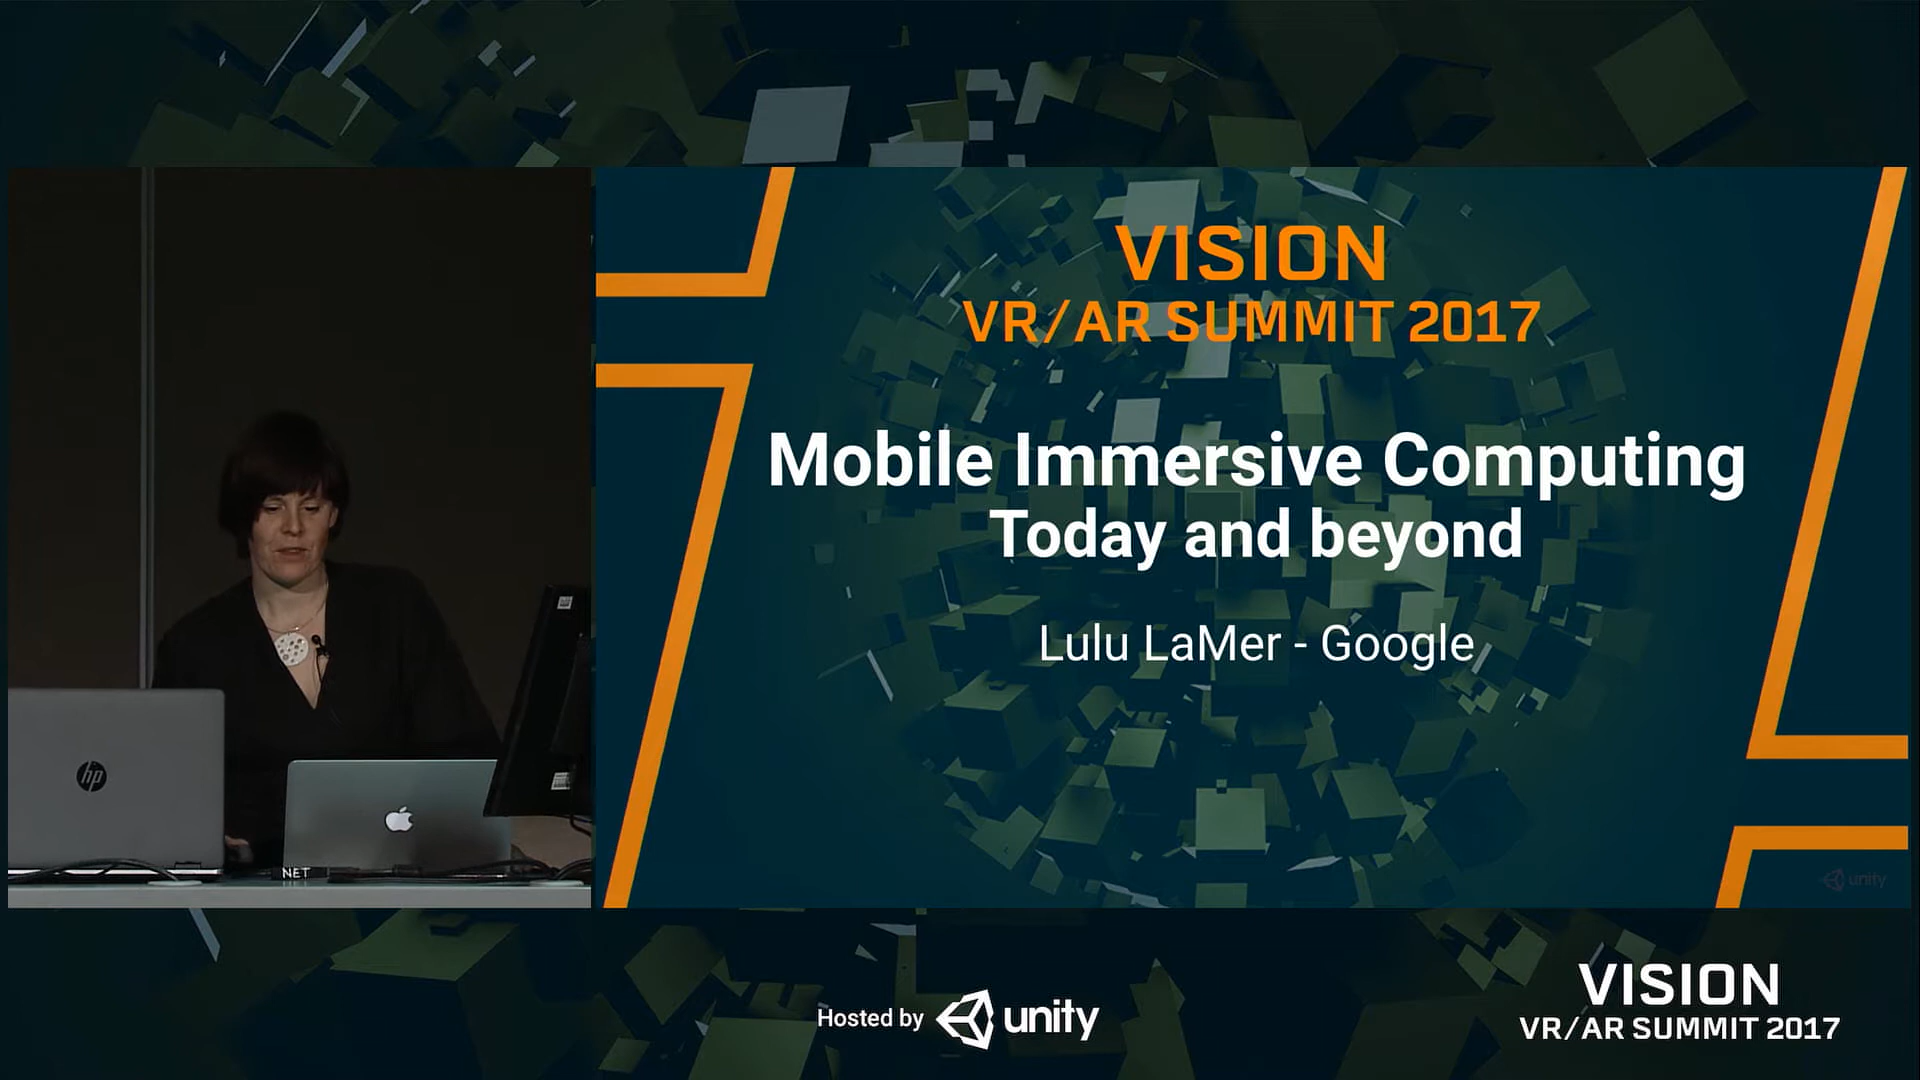 VISION
VR/AR SUMMIT 2017
Mobile Immersive Computing
Today and beyond
Lulu LaMer - Google
unity
hp
NET
Hosted by unity
VISION
VR/AR SUMMIT 2017